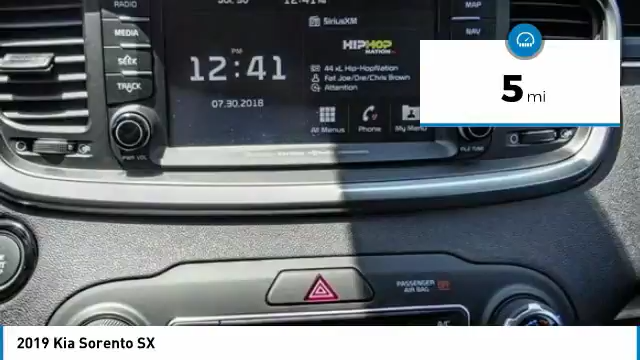 RADIO
MEDIA
SEEK
TRACK
PWR VOL
12:41
SiriusXM
HIPHOP
NATION
PM
12:41
07.30.2018
44 XL Hip-HopNation
Fat Joe/Dre/Chris Brown
Attention
All Menus
Phone
My Menu
MAP
NAV
5 mi
PASSENGER
AIR BAG
A/C
2019 Kia Sorento SX